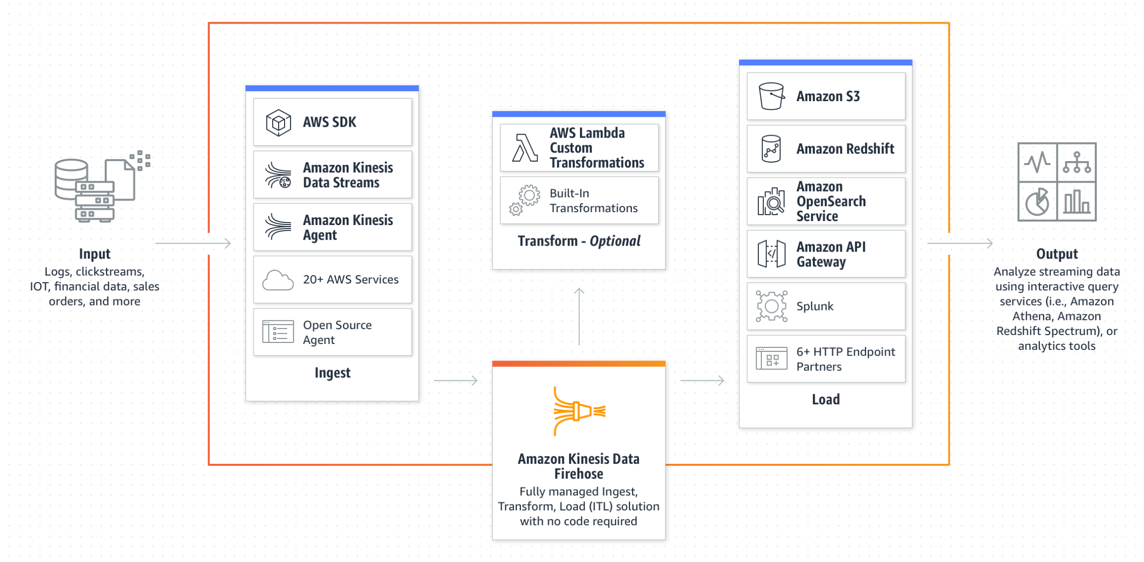 Input
Logs, clickstreams,
IOT, financial data, sales
orders, and more
AWS SDK
Amazon Kinesis
Data Streams
Amazon Kinesis
Agent
20+ AWS Services
Open Source
Agent
Ingest
AWS Lambda
Custom
Transformations
Built-In
Transformations
Transform - Optional
Amazon Kinesis Data
Firehose
Fully managed Ingest,
Transform, Load (ITL) solution
with no code required
Amazon S3
Amazon Redshift
Amazon
OpenSearch
Service
Amazon API
Gateway
Splunk
6+ HTTP Endpoint
Partners
Load
Output
Analyze streaming data
using interactive query
services (i.e., Amazon
Athena, Amazon
Redshift Spectrum), or
analytics tools